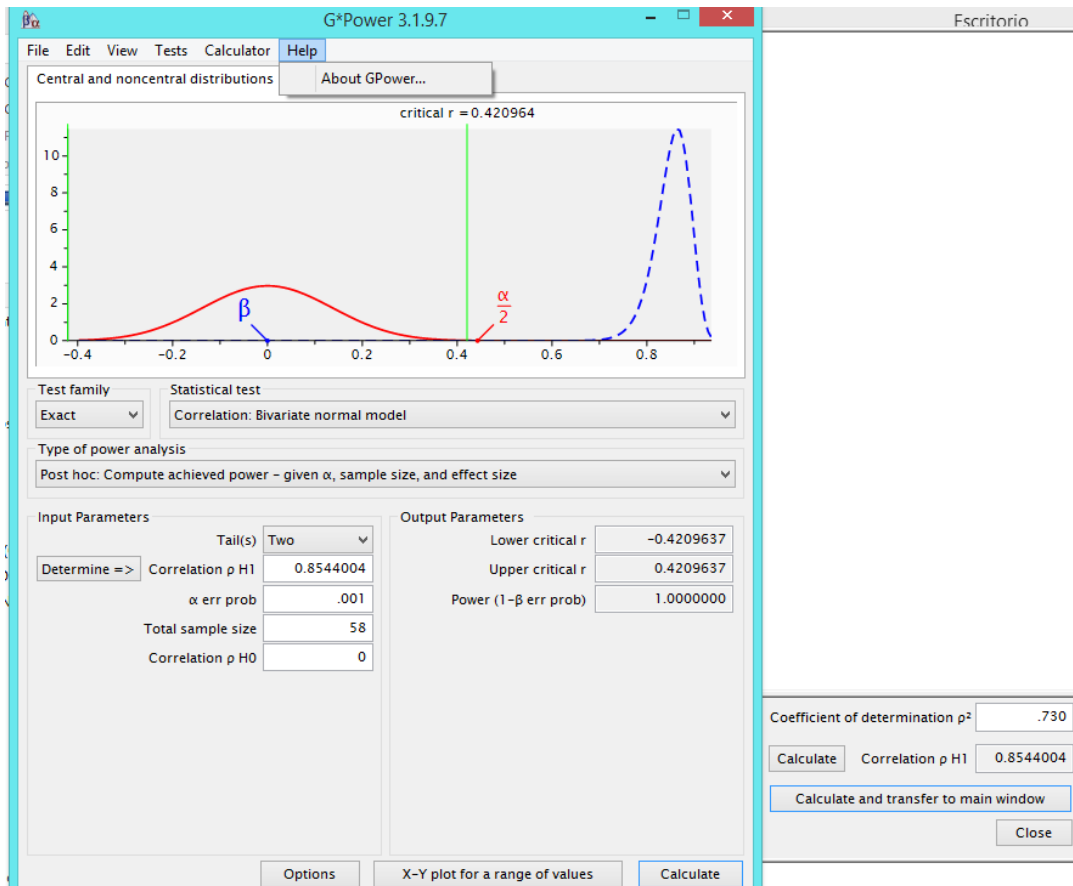 G*Power 3.1.9.7
Escritorio
File Edit View Tests Calculator Help
Central and noncentral distributions
About GPower...
critical r = 0.420964
10
8
6
4
2
0
β
α
2
-0.4 -0.2 0 0.2 0.4 0.6 0.8
Test family
Statistical test
Exact
Correlation: Bivariate normal model
Type of power analysis
Post hoc: Compute achieved power – given α, sample size, and effect size
Input Parameters
Output Parameters
Tail(s) Two
Lower critical r -0.4209637
Determine => Correlation ρ H1 0.8544004
Upper critical r 0.4209637
α err prob .001
Power (1-β err prob) 1.0000000
Total sample size 58
Correlation ρ H0 0
Coefficient of determination ρ² .730
Calculate Correlation ρ H1 0.8544004
Calculate and transfer to main window
Close
Options X-Y plot for a range of values Calculate